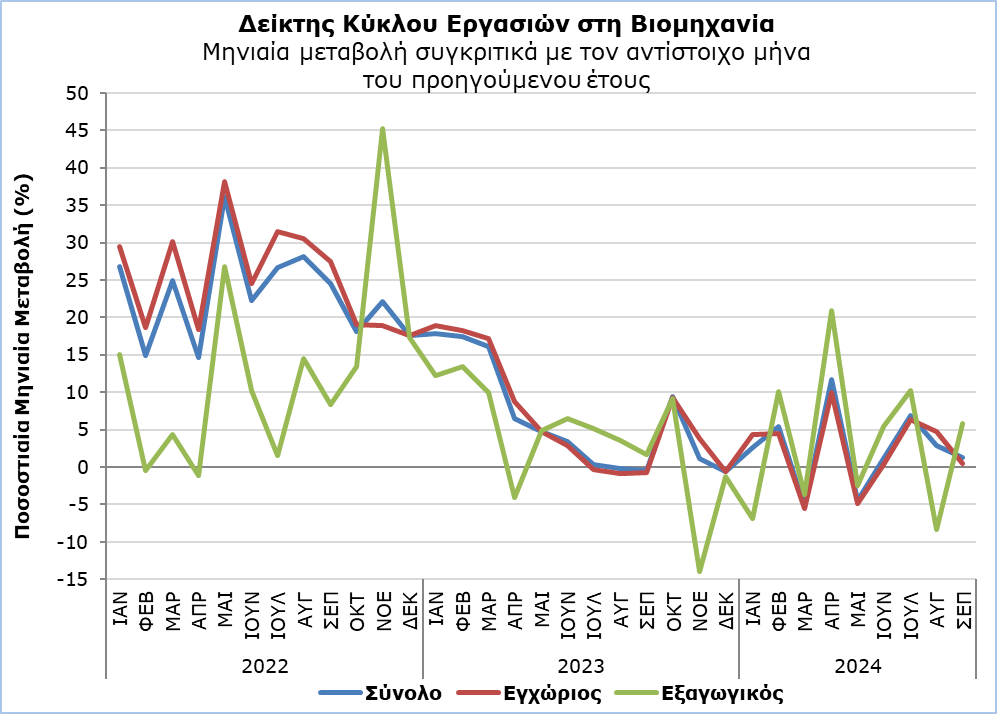 Δείκτης Κύκλου Εργασιών στη Βιομηχανία
Μηνιαία μεταβολή συγκριτικά με τον αντίστοιχο μήνα
του προηγούμενου έτους
Ποσοστιαία Μηνιαία Μεταβολή (%)
50
45
40
35
30
25
20
15
10
5
0
-5
-10
-15
ΙΑΝ ΦΕΒ ΜΑΡ ΑΠΡ ΜΑΙ ΙΟΥΝ ΙΟΥΛ ΑΥΓ ΣΕΠ ΟΚΤ ΝΟΕ ΔΕΚ ΙΑΝ ΦΕΒ ΜΑΡ ΑΠΡ ΜΑΙ ΙΟΥΝ ΙΟΥΛ ΑΥΓ ΣΕΠ ΟΚΤ ΝΟΕ ΔΕΚ ΙΑΝ ΦΕΒ ΜΑΡ ΑΠΡ ΜΑΙ ΙΟΥΝ ΙΟΥΛ ΑΥΓ ΣΕΠ
2022 2023 2024
Σύνολο Εγχώριος Εξαγωγικός